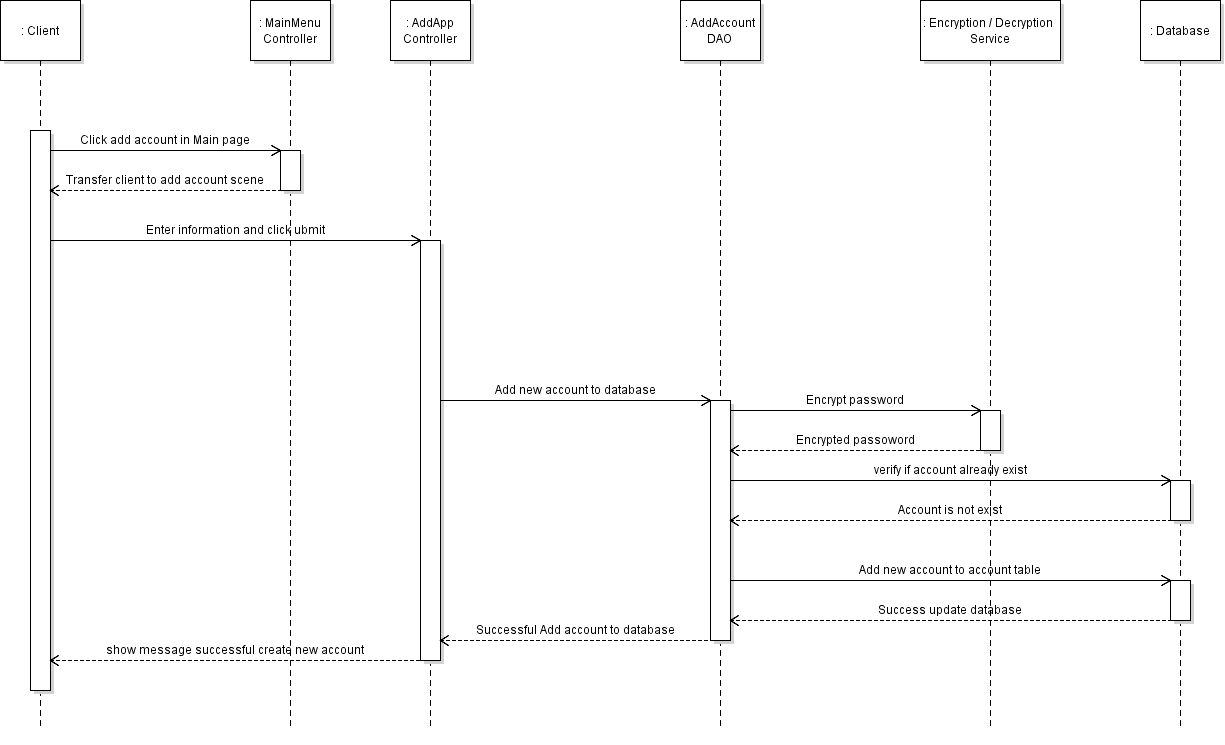 : Client
: MainMenu
Controller
: AddApp
Controller
: AddAccount
DAO
: Encryption / Decryption
Service
: Database
Click add account in Main page
Transfer client to add account scene
Enter information and click ubmit
Add new account to database
Encrypt password
Encrypted passoword
verify if account already exist
Account is not exist
Add new account to account table
Success update database
Successful Add account to database
show message successful create new account